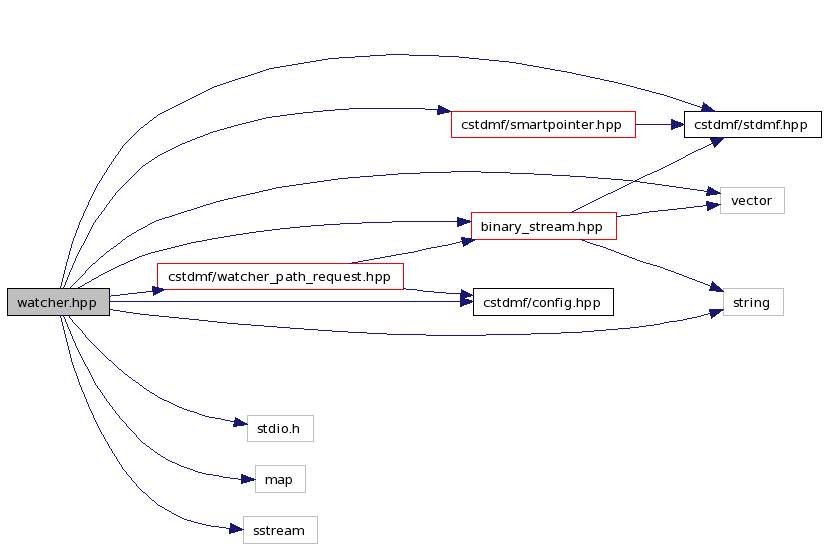 cstdmf/smartpointer.hpp
cstdmf/stdmf.hpp
vector
binary_stream.hpp
cstdmf/watcher_path_request.hpp
watcher.hpp
cstdmf/config.hpp
string
stdio.h
map
sstream